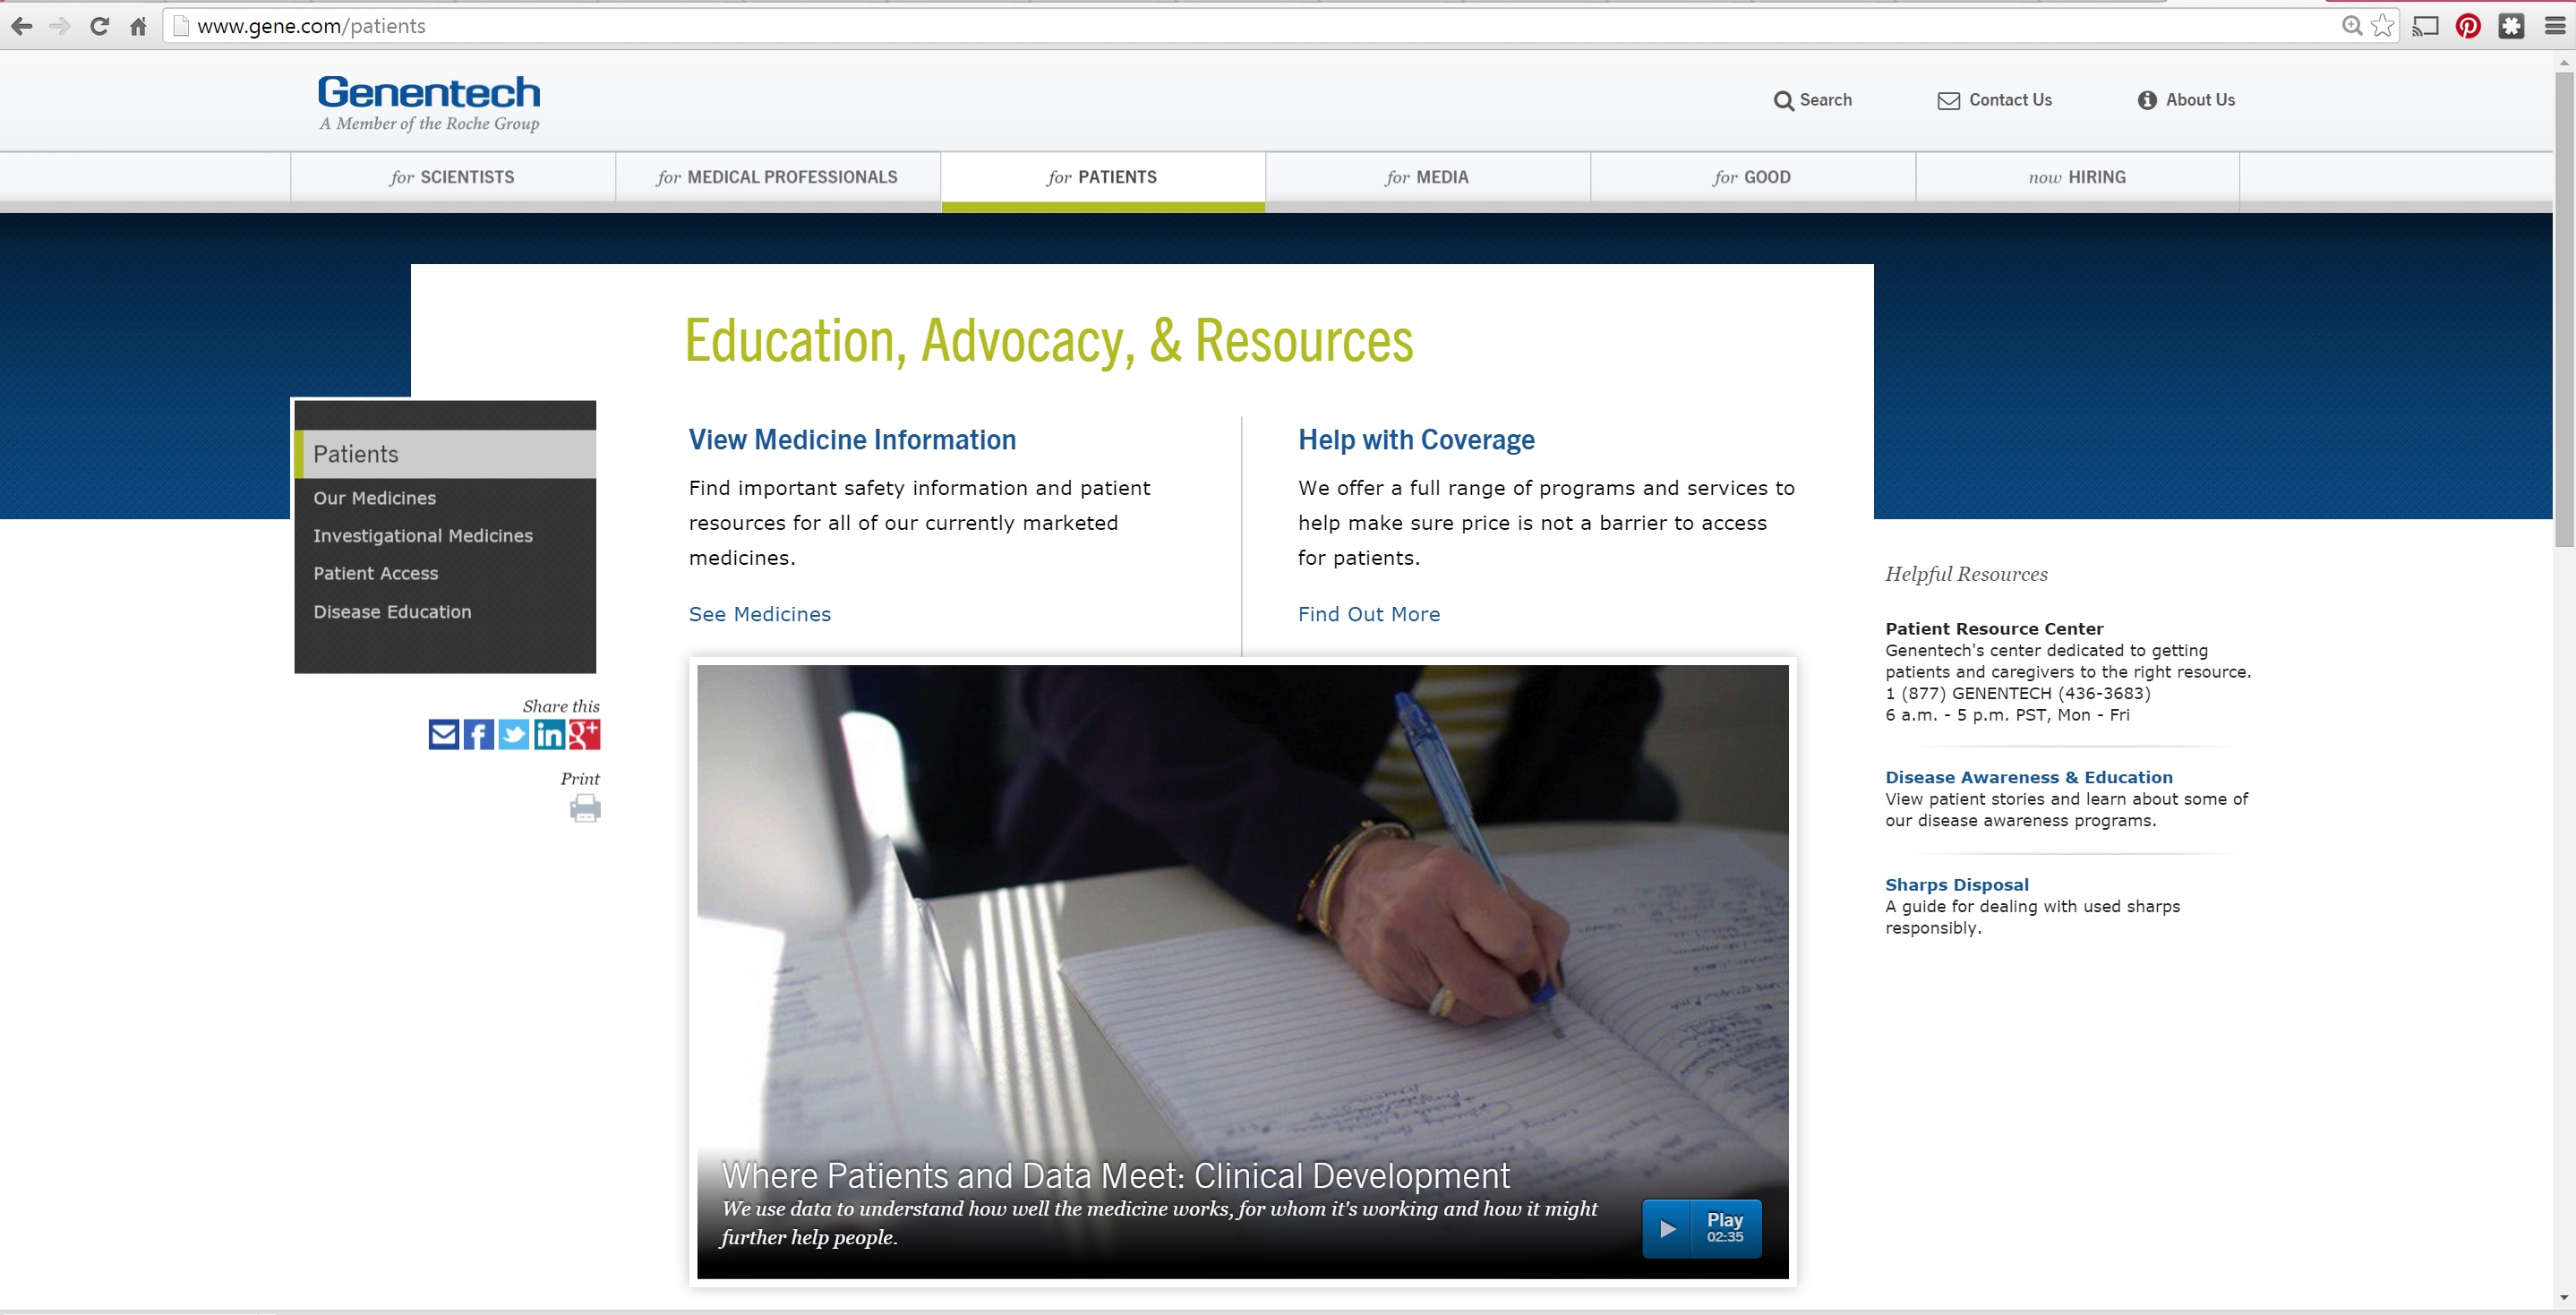 www.gene.com/patients
Genentech
A Member of the Roche Group
Search
Contact Us
About Us
for SCIENTISTS
for MEDICAL PROFESSIONALS
for PATIENTS
for MEDIA
for GOOD
now HIRING
Education, Advocacy, & Resources
Patients
Our Medicines
Investigational Medicines
Patient Access
Disease Education
Share this
Print
View Medicine Information
Find important safety information and patient
resources for all of our currently marketed
medicines.
See Medicines
Help with Coverage
We offer a full range of programs and services to
help make sure price is not a barrier to access
for patients.
Find Out More
Where Patients and Data Meet: Clinical Development
We use data to understand how well the medicine works, for whom it's working and how it might
further help people.
Play
02:35
Helpful Resources
Patient Resource Center
Genentech's center dedicated to getting
patients and caregivers to the right resource.
1 (877) GENENTECH (436-3683)
6 a.m. - 5 p.m. PST, Mon - Fri
Disease Awareness & Education
View patient stories and learn about some of
our disease awareness programs.
Sharps Disposal
A guide for dealing with used sharps
responsibly.